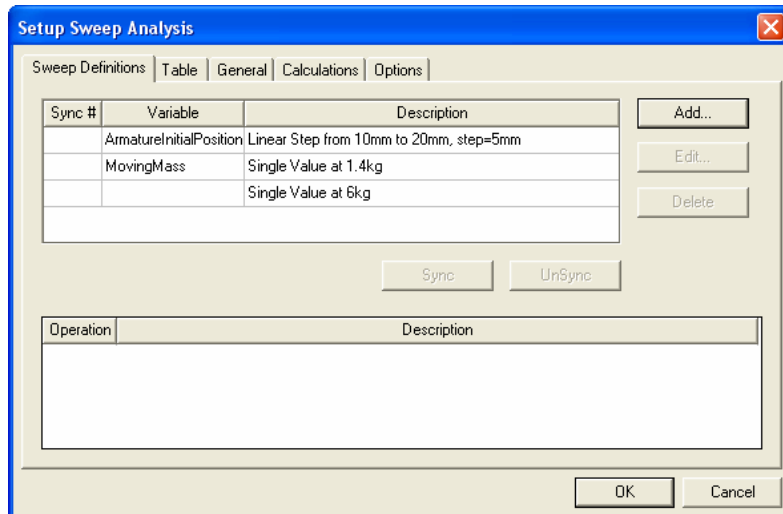 Setup Sweep Analysis
Sweep Definitions Table General Calculations Options
Sync # Variable Description
ArmatureInitialPosition Linear Step from 10mm to 20mm, step=5mm
MovingMass Single Value at 1.4kg
Single Value at 6kg
Add...
Edit...
Delete
Sync UnSync
Operation Description
OK Cancel